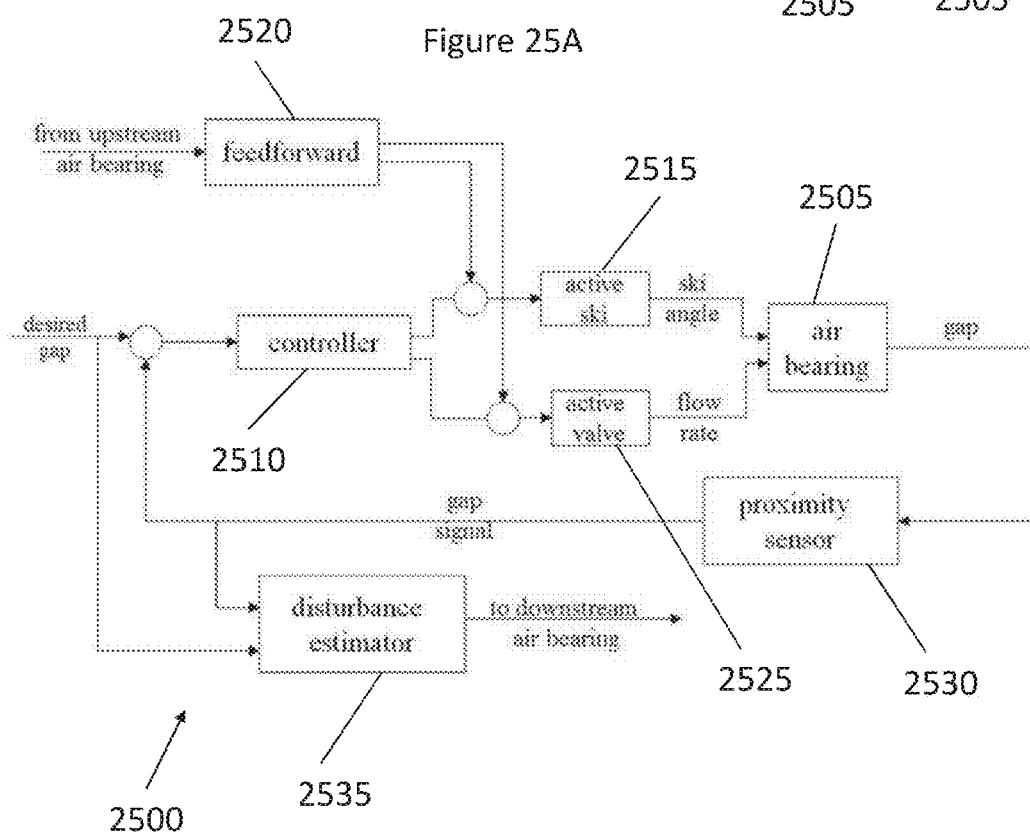 2505 2505
2520
Figure 25A
from upstream
air bearing
feedforward
2515
2505
active
ski
ski
angle
desired
gap
controller
air
bearing
gap
2510
active
valve
flow
rate
gap
signal
proximity
sensor
disturbance
estimator
to downstream
air bearing
2525
2530
2535
2500